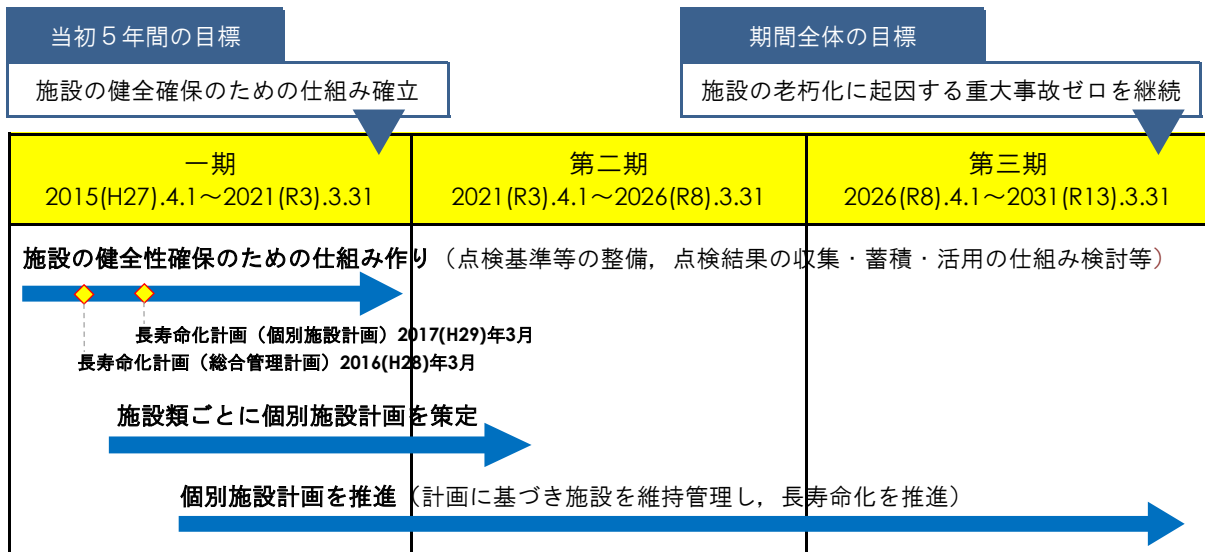 当初５年間の目標
施設の健全確保のための仕組み確立
期間全体の目標
施設の老朽化に起因する重大事故ゼロを継続
一期
2015(H27).4.1～2021(R3).3.31
第二期
2021(R3).4.1～2026(R8).3.31
第三期
2026(R8).4.1～2031(R13).3.31
施設の健全性確保のための仕組み作り（点検基準等の整備，点検結果の収集・蓄積・活用の仕組み検討等）
長寿命化計画（個別施設計画）2017(H29)年3月
長寿命化計画（総合管理計画）2016(H28)年3月
施設類ごとに個別施設計画を策定
個別施設計画を推進（計画に基づき施設を維持管理し，長寿命化を推進）